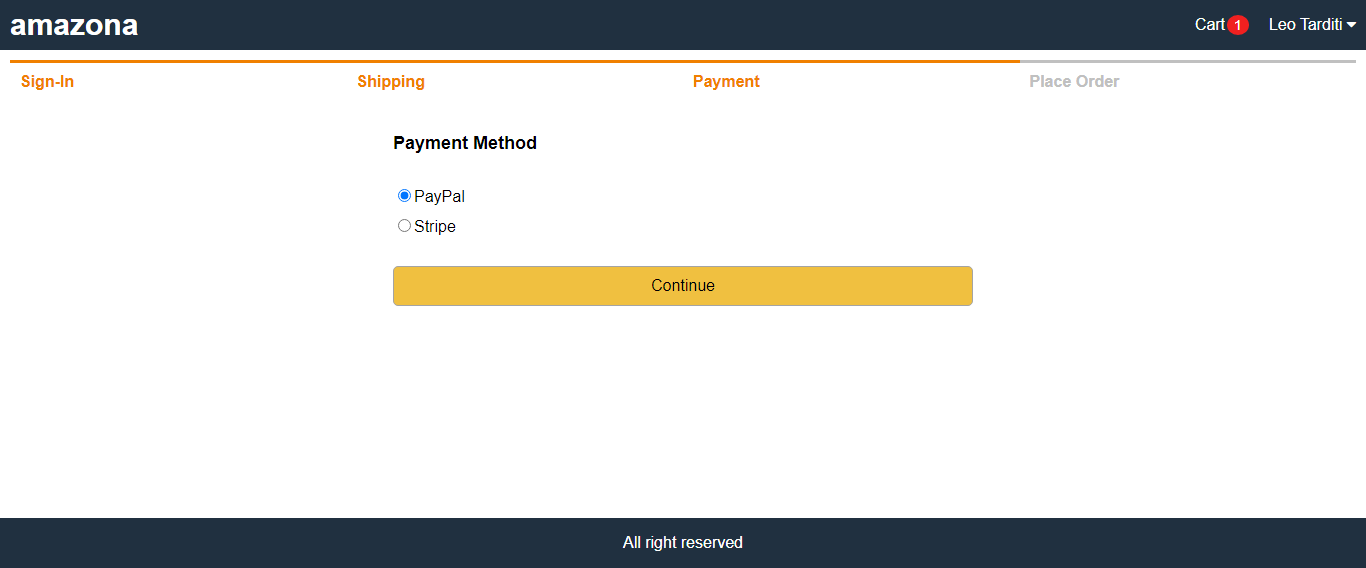 amazona
Cart 1 Leo Tarditi
Sign-In Shipping Payment Place Order
Payment Method
PayPal
Stripe
Continue
All right reserved